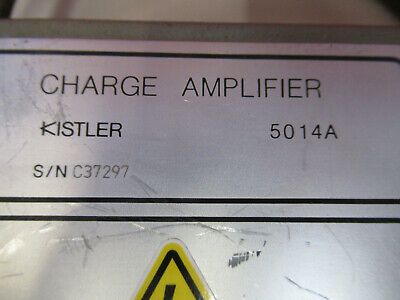 CHARGE AMPLIFIER
KISTLER 5014A
S/N C37297